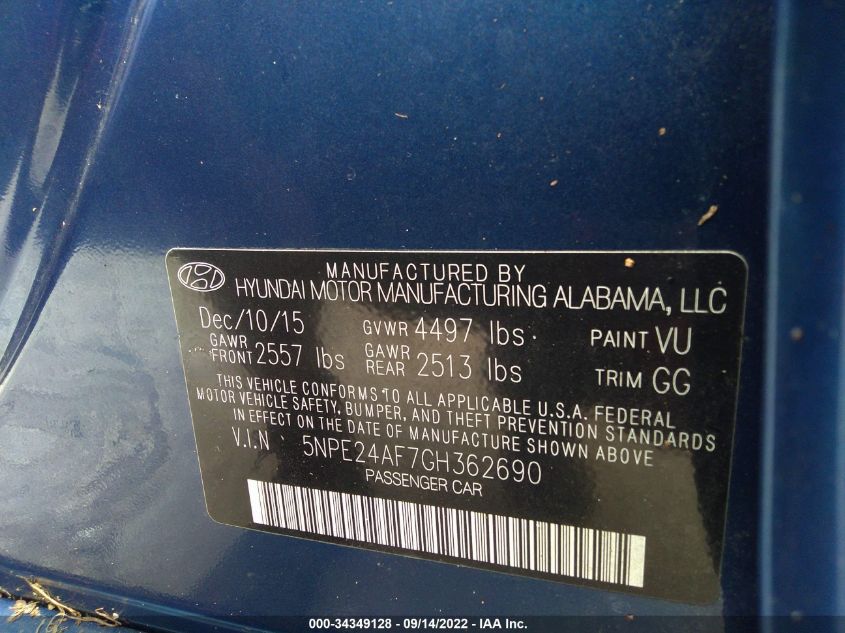 MANUFACTURED BY
HYUNDAI MOTOR MANUFACTURING ALABAMA, LLC
Dec/10/15 GVWR 4497 lbs PAINT VU
GAWR FRONT 2557 lbs GAWR REAR 2513 lbs TRIM GG
THIS VEHICLE CONFORMS TO ALL APPLICABLE U.S.A. FEDERAL
MOTOR VEHICLE SAFETY, BUMPER, AND THEFT PREVENTION STANDARDS
IN EFFECT ON THE DATE OF MANUFACTURE SHOWN ABOVE
V.I.N 5NPE24AF7GH362690
PASSENGER CAR
000-34349128 - 09/14/2022 - IAA Inc.